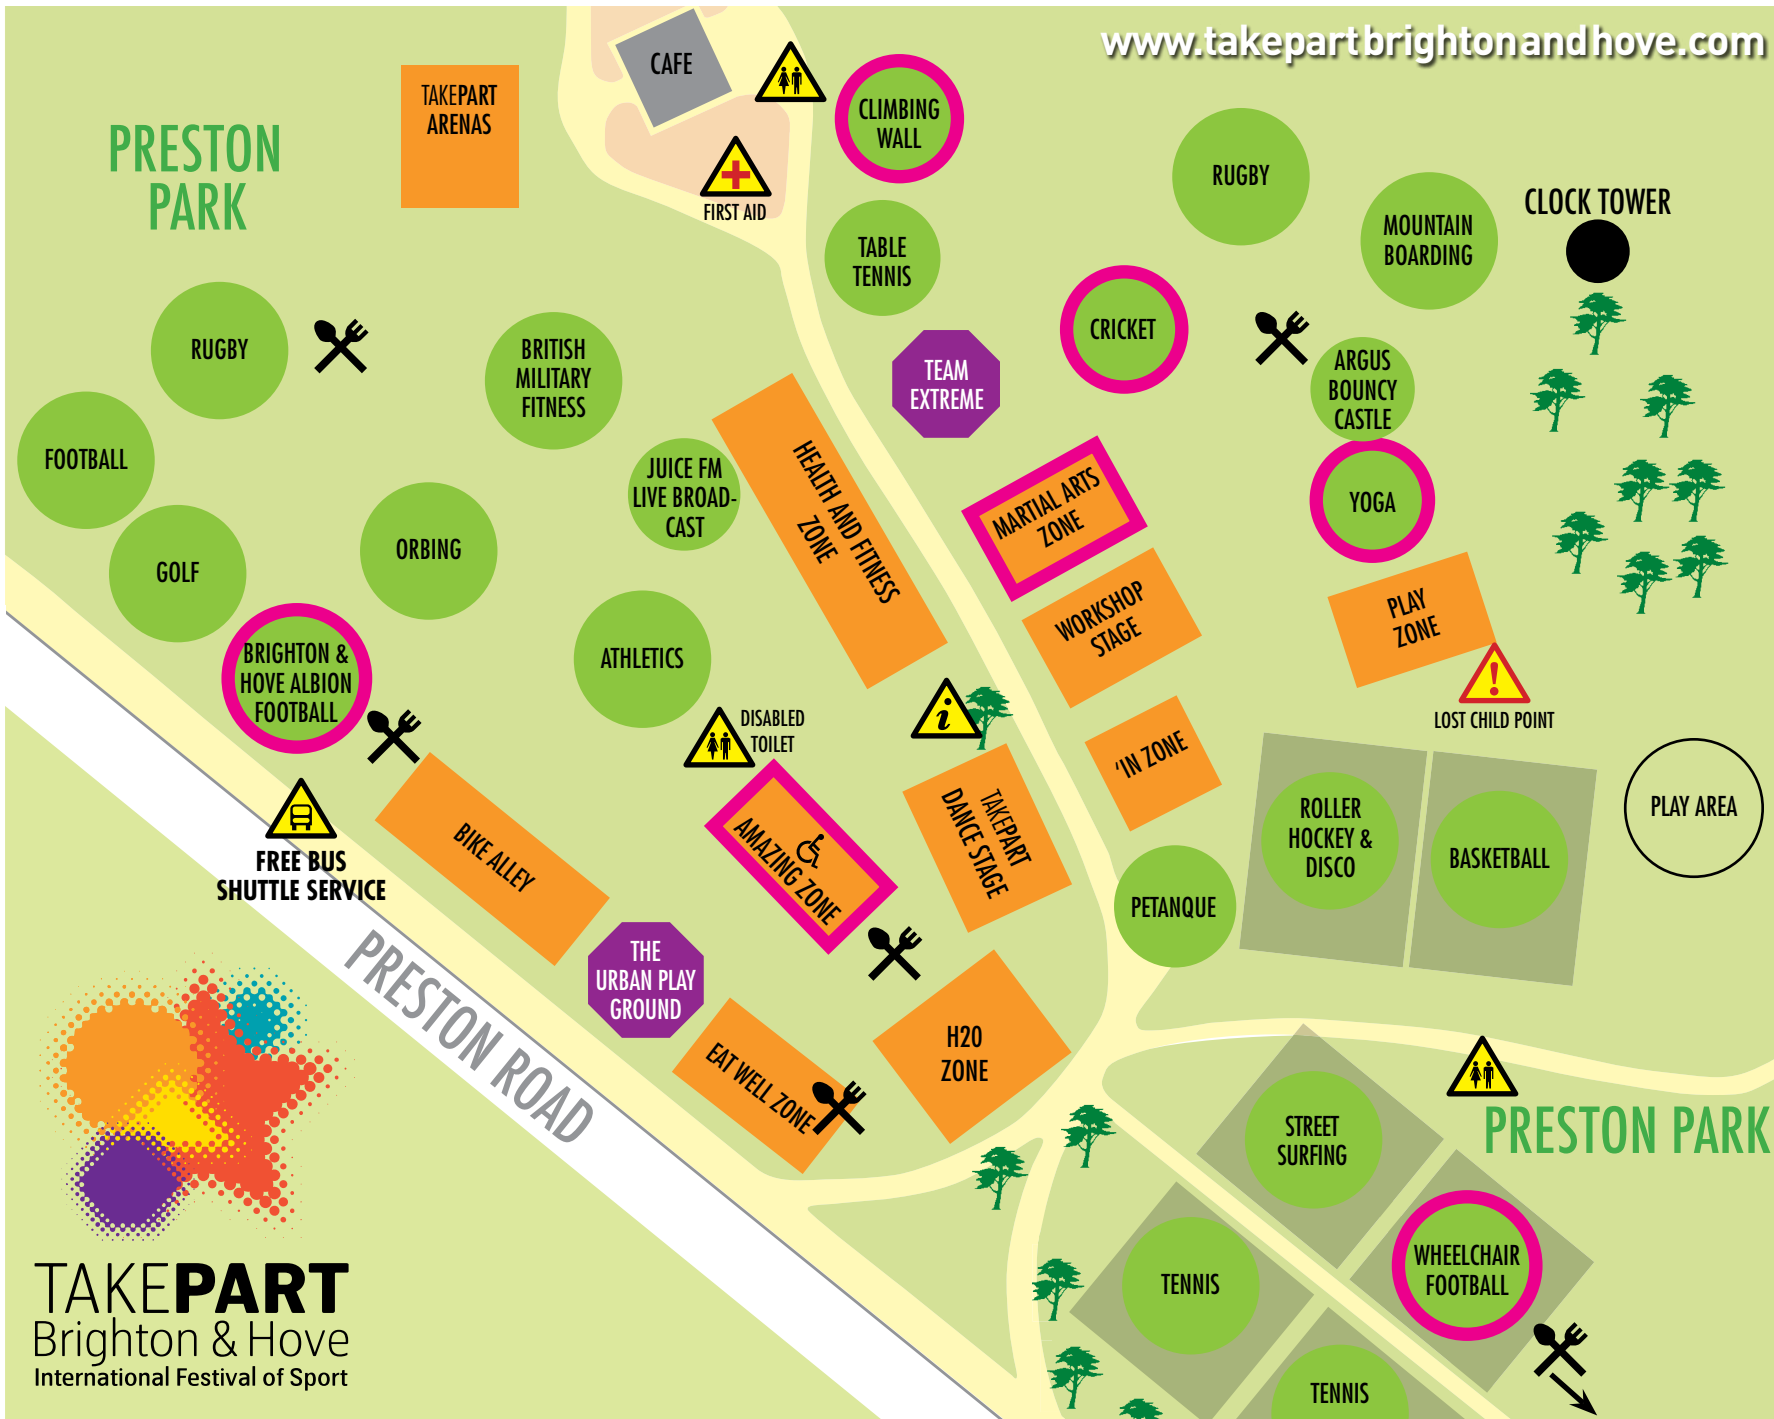 www.takepartbrightonandhove.com
CAFE
TAKEPART
ARENAS
PRESTON
PARK
CLIMBING
WALL
FIRST AID
RUGBY
CLOCK TOWER
MOUNTAIN
BOARDING
TABLE
TENNIS
CRICKET
RUGBY
BRITISH
MILITARY
FITNESS
TEAM
EXTREME
ARGUS
BOUNCY
CASTLE
FOOTBALL
JUICE FM
LIVE BROAD-
CAST
HEALTH AND FITNESS
ZONE
MARTIAL ARTS
ZONE
YOGA
GOLF
ORBING
WORKSHOP
STAGE
PLAY
ZONE
BRIGHTON &
HOVE ALBION
FOOTBALL
ATHLETICS
DISABLED
TOILET
i
!
LOST CHILD POINT
'IN ZONE
FREE BUS
SHUTTLE SERVICE
BIKE ALLEY
AMAZING ZONE
TAKEPART
DANCE STAGE
ROLLER
HOCKEY &
DISCO
BASKETBALL
PLAY AREA
PETANQUE
PRESTON ROAD
THE
URBAN PLAY
GROUND
EAT WELL ZONE
H20
ZONE
STREET
SURFING
PRESTON PARK
TENNIS
WHEELCHAIR
FOOTBALL
TENNIS
TAKEPART
Brighton & Hove
International Festival of Sport